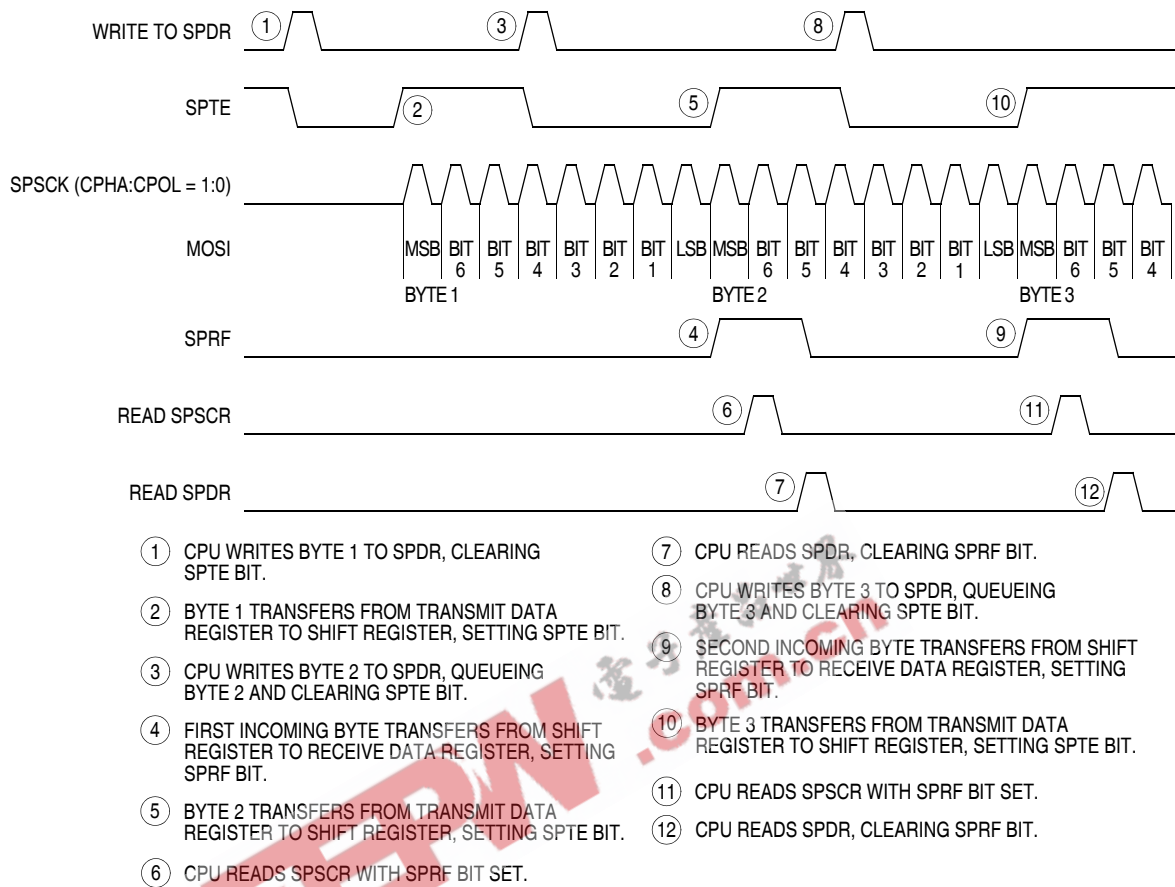 WRITE TO SPDR
1
3
8
SPTE
2
5
10
SPSCK (CPHA:CPOL = 1:0)
MOSI
MSB BIT 6 BIT 5 BIT 4 BIT 3 BIT 2 BIT 1 LSB MSB BIT 6 BIT 5 BIT 4 BIT 3 BIT 2 BIT 1 LSB MSB BIT 6 BIT 5 BIT 4
BYTE 1
BYTE 2
BYTE 3
SPRF
4
9
READ SPSCR
6
11
READ SPDR
7
12
1 CPU WRITES BYTE 1 TO SPDR, CLEARING
SPTE BIT.
2 BYTE 1 TRANSFERS FROM TRANSMIT DATA
REGISTER TO SHIFT REGISTER, SETTING SPTE BIT.
3 CPU WRITES BYTE 2 TO SPDR, QUEUEING
BYTE 2 AND CLEARING SPTE BIT.
4 FIRST INCOMING BYTE TRANSFERS FROM SHIFT
REGISTER TO RECEIVE DATA REGISTER, SETTING
SPRF BIT.
5 BYTE 2 TRANSFERS FROM TRANSMIT DATA
REGISTER TO SHIFT REGISTER, SETTING SPTE BIT.
6 CPU READS SPSCR WITH SPRF BIT SET.
7 CPU READS SPDR, CLEARING SPRF BIT.
8 CPU WRITES BYTE 3 TO SPDR, QUEUEING
BYTE 3 AND CLEARING SPTE BIT.
9 SECOND INCOMING BYTE TRANSFERS FROM SHIFT
REGISTER TO RECEIVE DATA REGISTER, SETTING
SPRF BIT.
10 BYTE 3 TRANSFERS FROM TRANSMIT DATA
REGISTER TO SHIFT REGISTER, SETTING SPTE BIT.
11 CPU READS SPSCR WITH SPRF BIT SET.
12 CPU READS SPDR, CLEARING SPRF BIT.
.com.cn